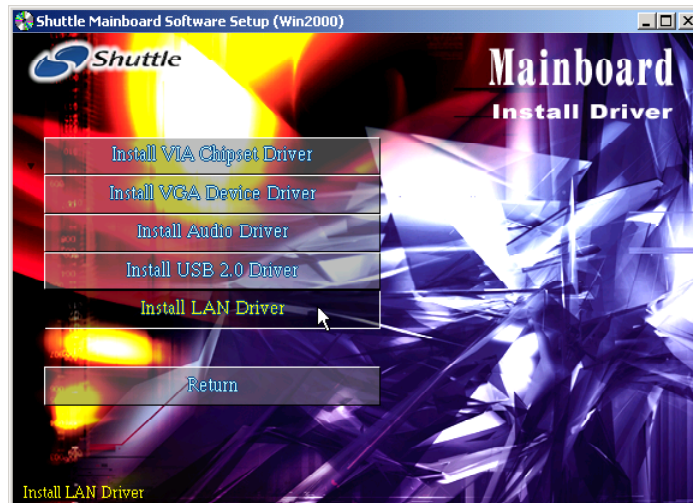 Shuttle Mainboard Software Setup (Win2000)
Shuttle
Mainboard
Install Driver
Install VIA Chipset Driver
Install VGA Device Driver
Install Audio Driver
Install USB 2.0 Driver
Install LAN Driver
Return
Install LAN Driver